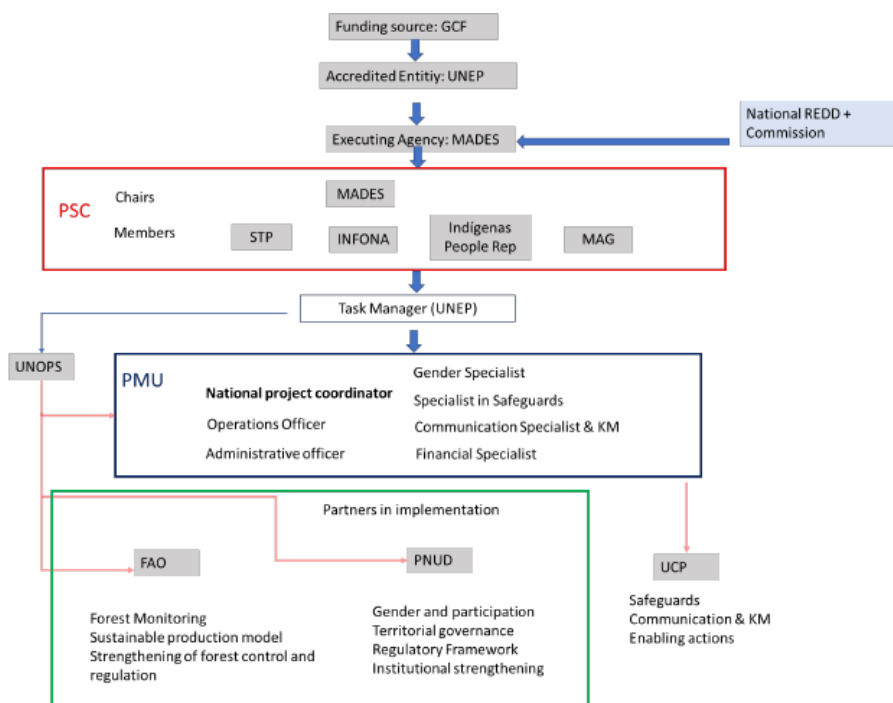 Funding source: GCF
Accredited Entitiy: UNEP
Executing Agency: MADES
National REDD +
Commission
PSC
Chairs
MADES
Members
STP
INFONA
Indígenas
People Rep
MAG
Task Manager (UNEP)
UNOPS
PMU
National project coordinator
Operations Officer
Administrative officer
Gender Specialist
Specialist in Safeguards
Communication Specialist & KM
Financial Specialist
Partners in implementation
FAO
Forest Monitoring
Sustainable production model
Strengthening of forest control and
regulation
PNUD
Gender and participation
Territorial governance
Regulatory Framework
Institutional strengthening
UCP
Safeguards
Communication & KM
Enabling actions